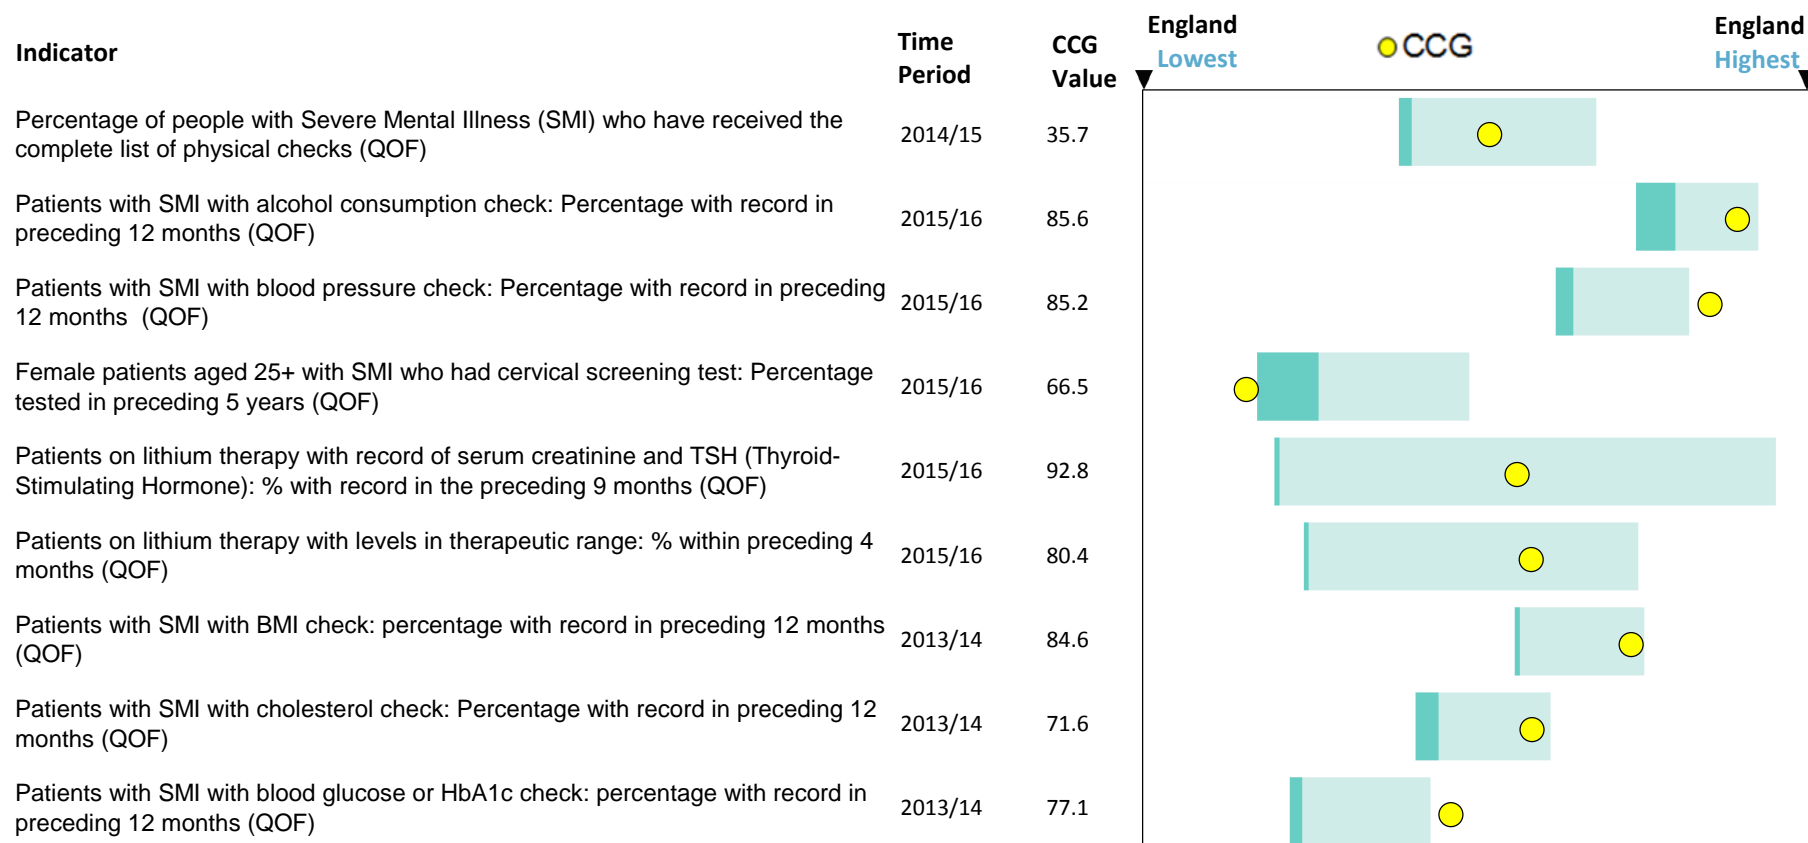 Indicator
Time
Period
CCG
Value
England
Lowest
CCG
England
Highest
Percentage of people with Severe Mental Illness (SMI) who have received the
complete list of physical checks (QOF)
2014/15
35.7
Patients with SMI with alcohol consumption check: Percentage with record in
preceding 12 months (QOF)
2015/16
85.6
Patients with SMI with blood pressure check: Percentage with record in preceding
12 months  (QOF)
2015/16
85.2
Female patients aged 25+ with SMI who had cervical screening test: Percentage
tested in preceding 5 years (QOF)
2015/16
66.5
Patients on lithium therapy with record of serum creatinine and TSH (Thyroid-
Stimulating Hormone): % with record in the preceding 9 months (QOF)
2015/16
92.8
Patients on lithium therapy with levels in therapeutic range: % within preceding 4
months (QOF)
2015/16
80.4
Patients with SMI with BMI check: percentage with record in preceding 12 months
(QOF)
2013/14
84.6
Patients with SMI with cholesterol check: Percentage with record in preceding 12
months (QOF)
2013/14
71.6
Patients with SMI with blood glucose or HbA1c check: percentage with record in
preceding 12 months (QOF)
2013/14
77.1